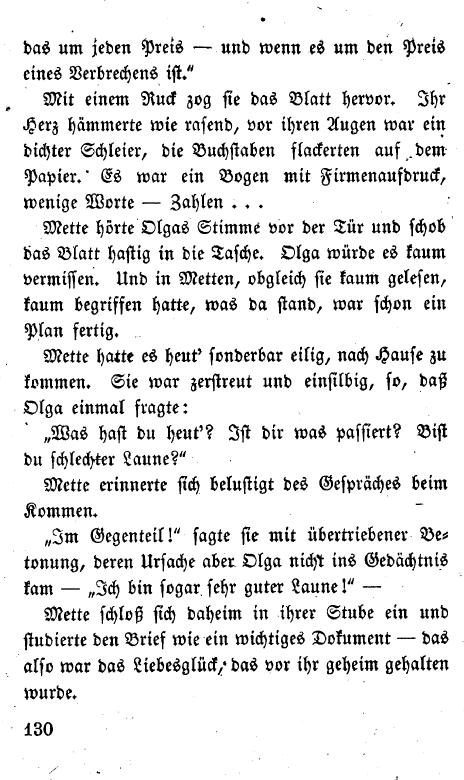 das um jeden Preis — und wenn es um den Preis
eines Verbrechens ist.“
Mit einem Ruck zog sie das Blatt hervor. Ihr
Herz hämmerte wie rasend, vor ihren Augen war ein
dichter Schleier, die Buchstaben flackerten auf dem
Papier. Es war ein Bogen mit Firmenaufdruck,
wenige Worte — Zahlen . . .
Mette hörte Olgas Stimme vor der Tür und schob
das Blatt hastig in die Tasche. Olga würde es kaum
vermissen. Und in Metten, obgleich sie kaum gelesen,
kaum begriffen hatte, was da stand, war schon ein
Plan fertig.
Mette hatte es heut’ sonderbar eilig, nach Hause zu
kommen. Sie war zerstreut und einsilbig, so, daß
Olga einmal fragte:
„Was hast du heut’? Ist dir was passiert? Bist
du schlechter Laune?“
Mette erinnerte sich belustigt des Gespräches beim
Kommen.
„Im Gegenteil!“ sagte sie mit übertriebener Be-
tonung, deren Ursache aber Olga nicht ins Gedächtnis
kam — „Ich bin sogar sehr guter Laune!“ —
Mette schloß sich daheim in ihrer Stube ein und
studierte den Brief wie ein wichtiges Dokument — das
also war das Liebesglück, das vor ihr geheim gehalten
wurde.
130